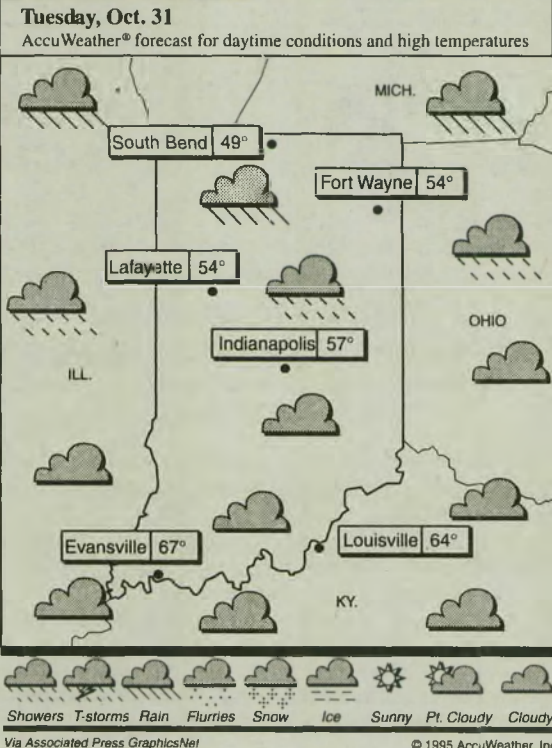 Tuesday, Oct. 31
AccuWeather® forecast for daytime conditions and high temperatures
MICH.
South Bend 49°
Fort Wayne 54°
Lafayette 54°
OHIO
Indianapolis 57°
ILL.
Evansville 67°
Louisville 64°
KY.
Showers T-storms Rain Flurries Snow Ice Sunny Pt. Cloudy Cloudy
Via Associated Press GraphicsNet
© 1995 AccuWeather, Inc